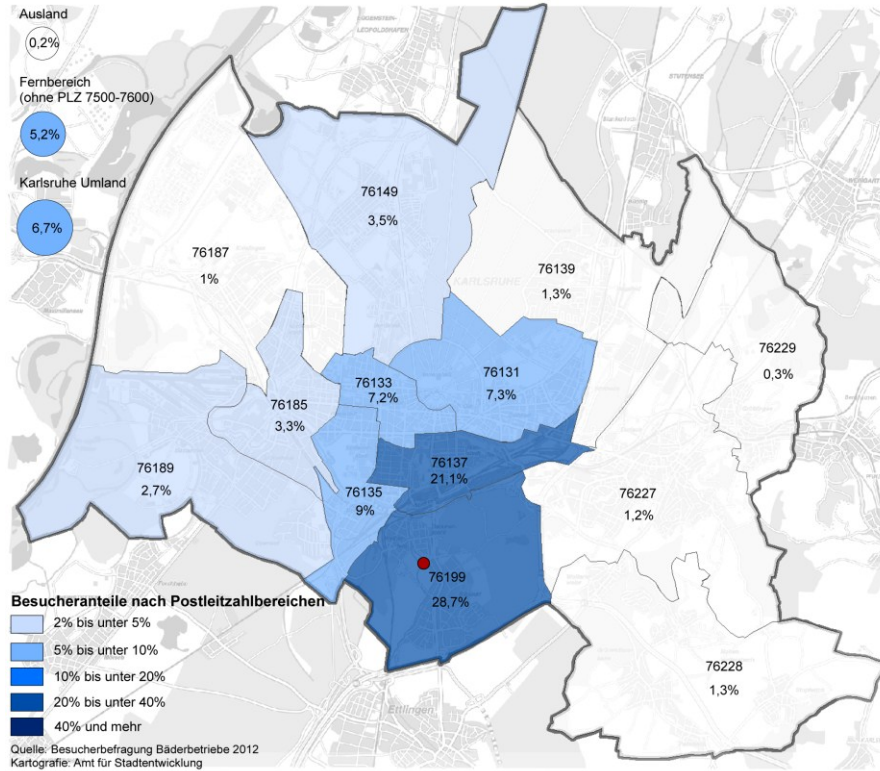 Ausland
0,2%
Fernbereich
(ohne PLZ 7500-7600)
5,2%
Karlsruhe Umland
6,7%
76149
3,5%
76187
1%
KARLSRUHE
76139
1,3%
76229
0,3%
76131
7,3%
76133
7,2%
76185
3,3%
76137
21,1%
76189
2,7%
76135
9%
76227
1,2%
76199
28,7%
76228
1,3%
Ettlingen
Besucheranteile nach Postleitzahlbereichen
2% bis unter 5%
5% bis unter 10%
10% bis unter 20%
20% bis unter 40%
40% und mehr
Quelle: Besucherbefragung Bäderbetriebe 2012
Kartografie: Amt für Stadtentwicklung